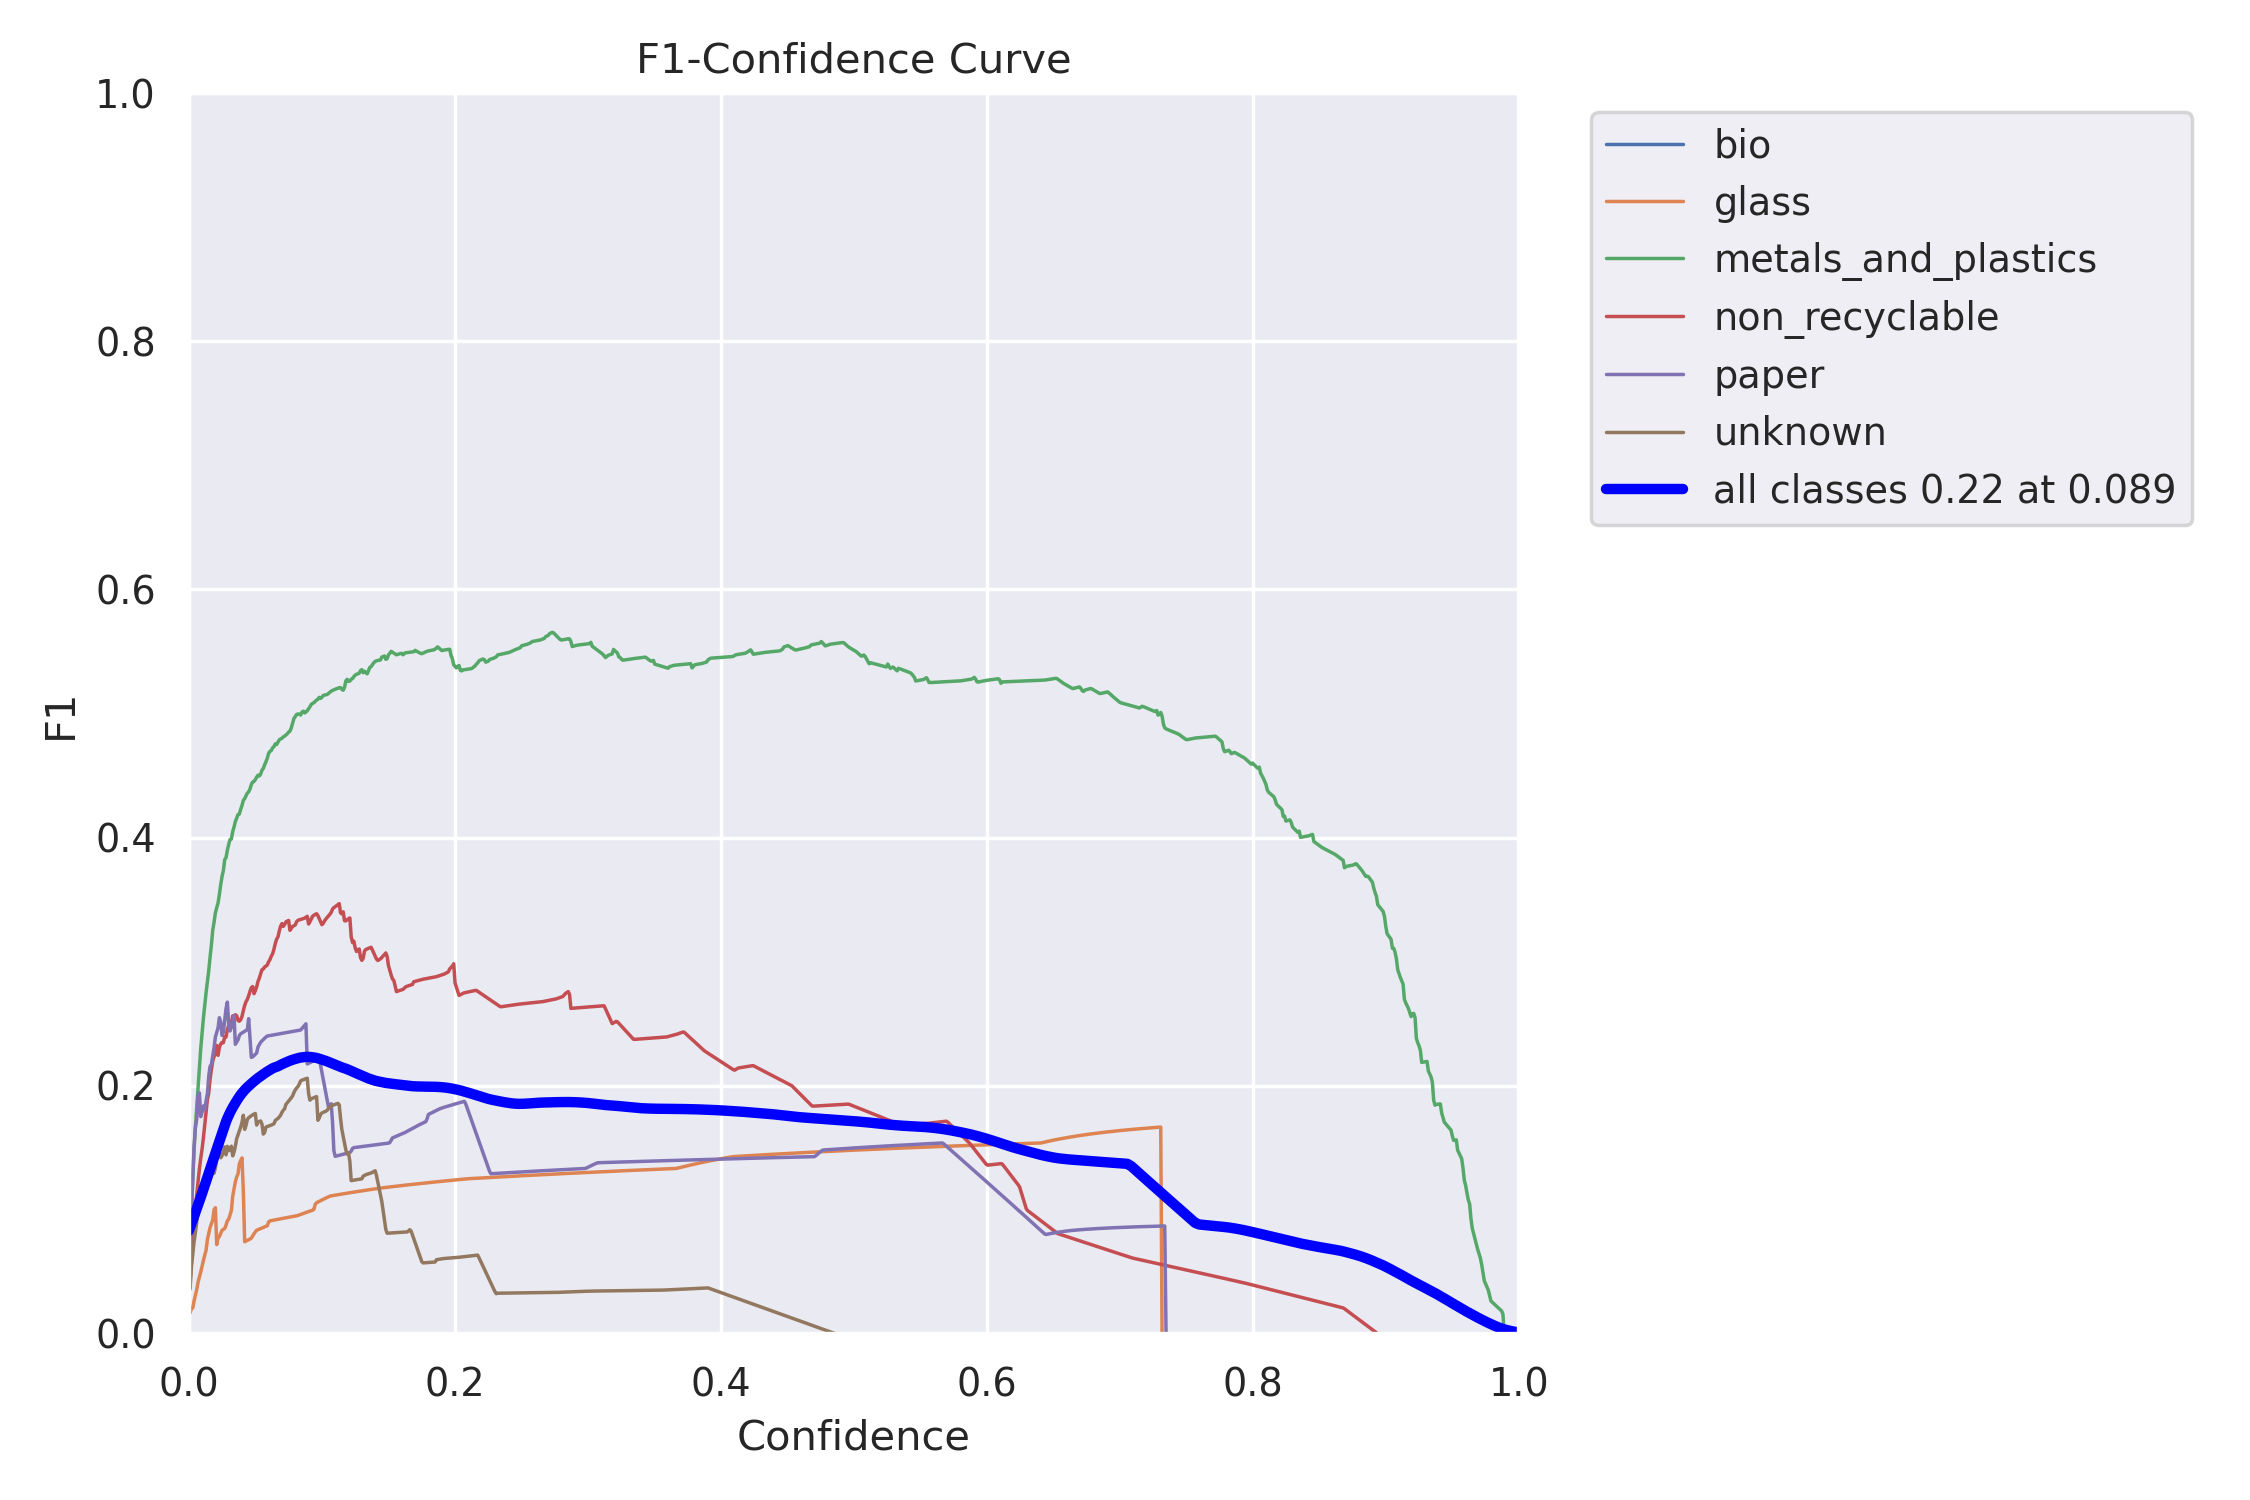 F1-Confidence Curve
1.0
0.8
0.6
0.4
0.2
0.0
F1
0.0 0.2 0.4 0.6 0.8 1.0
Confidence
bio
glass
metals_and_plastics
non_recyclable
paper
unknown
all classes 0.22 at 0.089